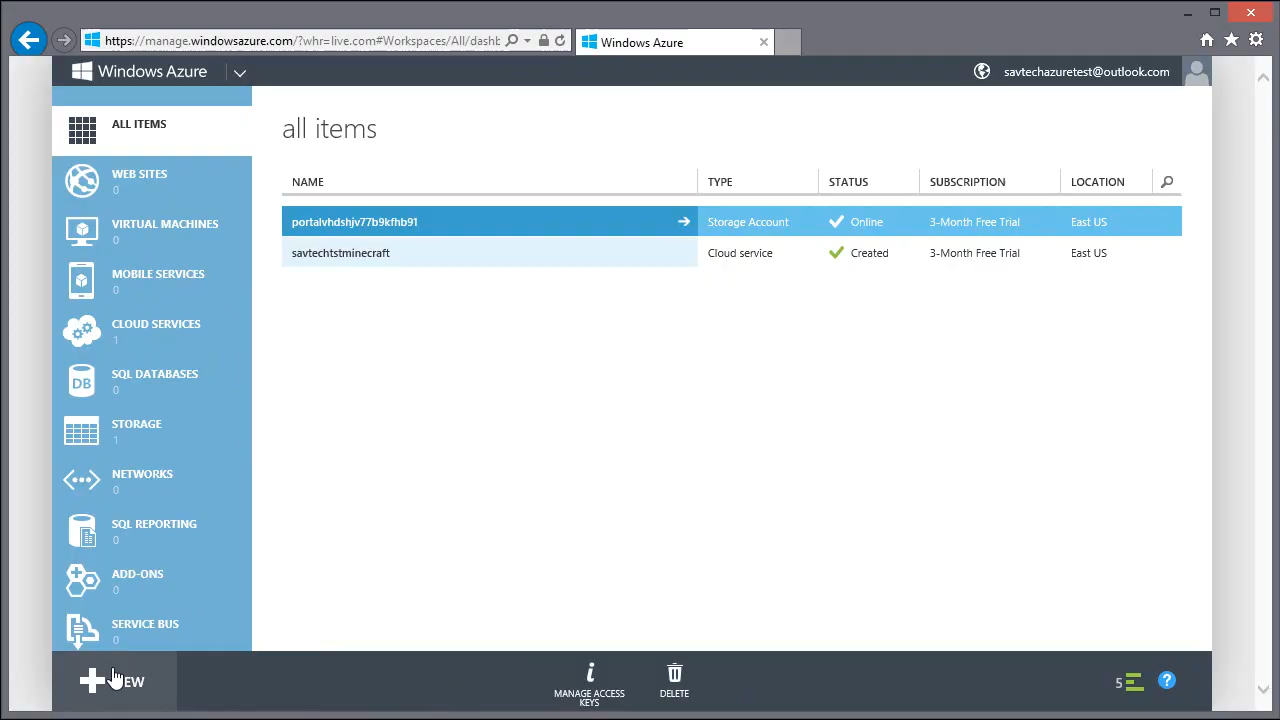 https://manage.windowsazure.com/?whr=live.com#Workspaces/All/dashb
Windows Azure
Windows Azure
savtechazuretest@outlook.com
ALL ITEMS
WEB SITES
0
VIRTUAL MACHINES
0
MOBILE SERVICES
0
CLOUD SERVICES
1
SQL DATABASES
0
DB
STORAGE
1
NETWORKS
0
SQL REPORTING
0
ADD-ONS
0
SERVICE BUS
0
all items
NAME TYPE STATUS SUBSCRIPTION LOCATION
portalvhdshjv77b9kfhb91 Storage Account Online 3-Month Free Trial East US
savtechtstminecraft Cloud service Created 3-Month Free Trial East US
NEW
MANAGE ACCESS
KEYS
DELETE
5
?